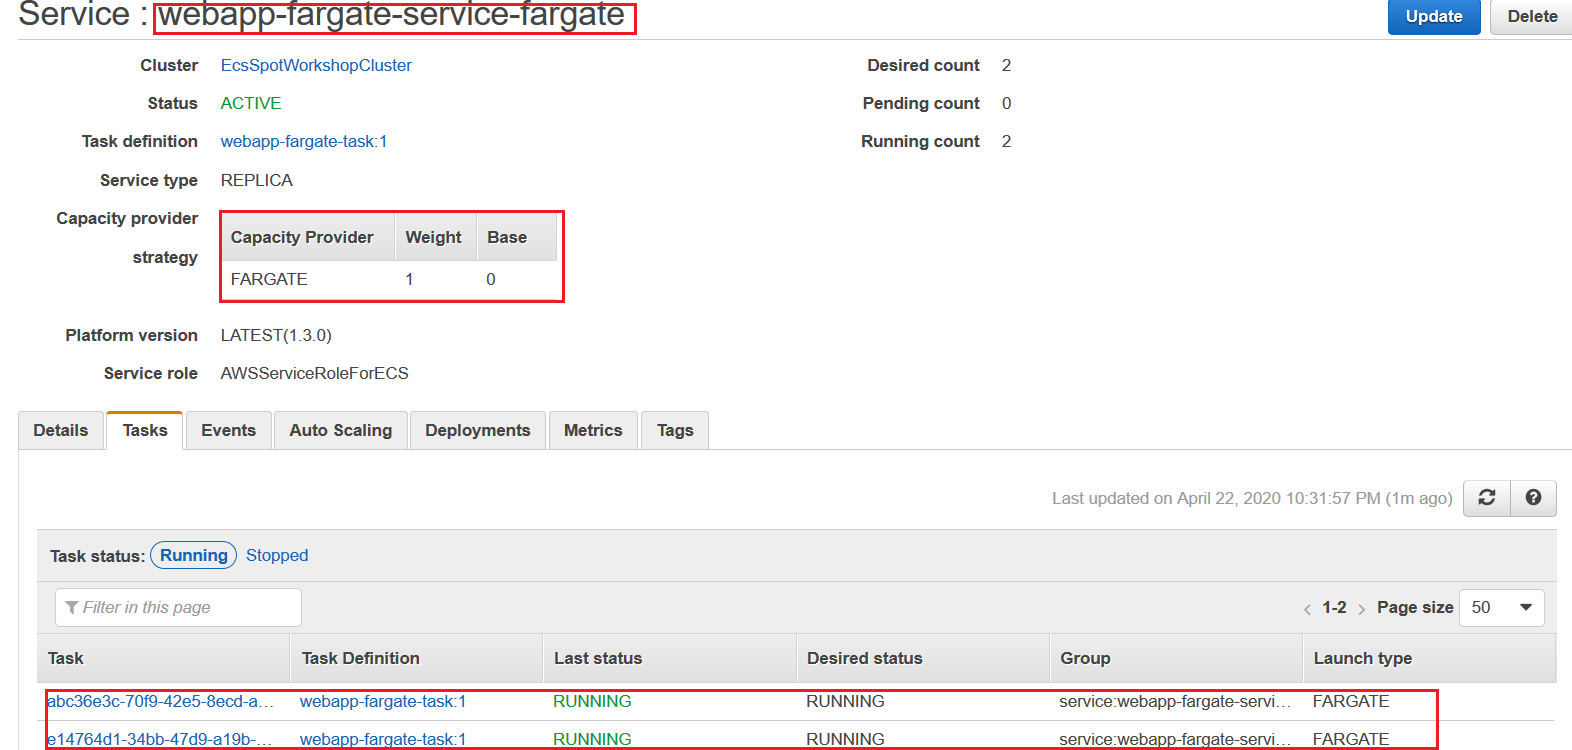 Service : webapp-fargate-service-fargate
Update
Delete
Cluster EcsSpotWorkshopCluster
Desired count 2
Status ACTIVE
Pending count 0
Task definition webapp-fargate-task:1
Running count 2
Service type REPLICA
Capacity provider strategy
Capacity Provider Weight Base
FARGATE 1 0
Platform version LATEST(1.3.0)
Service role AWSServiceRoleForECS
Details Tasks Events Auto Scaling Deployments Metrics Tags
Last updated on April 22, 2020 10:31:57 PM (1m ago)
Task status: Running Stopped
Filter in this page
< 1-2 > Page size 50
Task Task Definition Last status Desired status Group Launch type
abc36e3c-70f9-42e5-8ecd-a... webapp-fargate-task:1 RUNNING RUNNING service:webapp-fargate-servi... FARGATE
e14764d1-34bb-47d9-a19b-... webapp-fargate-task:1 RUNNING RUNNING service:webapp-fargate-servi... FARGATE